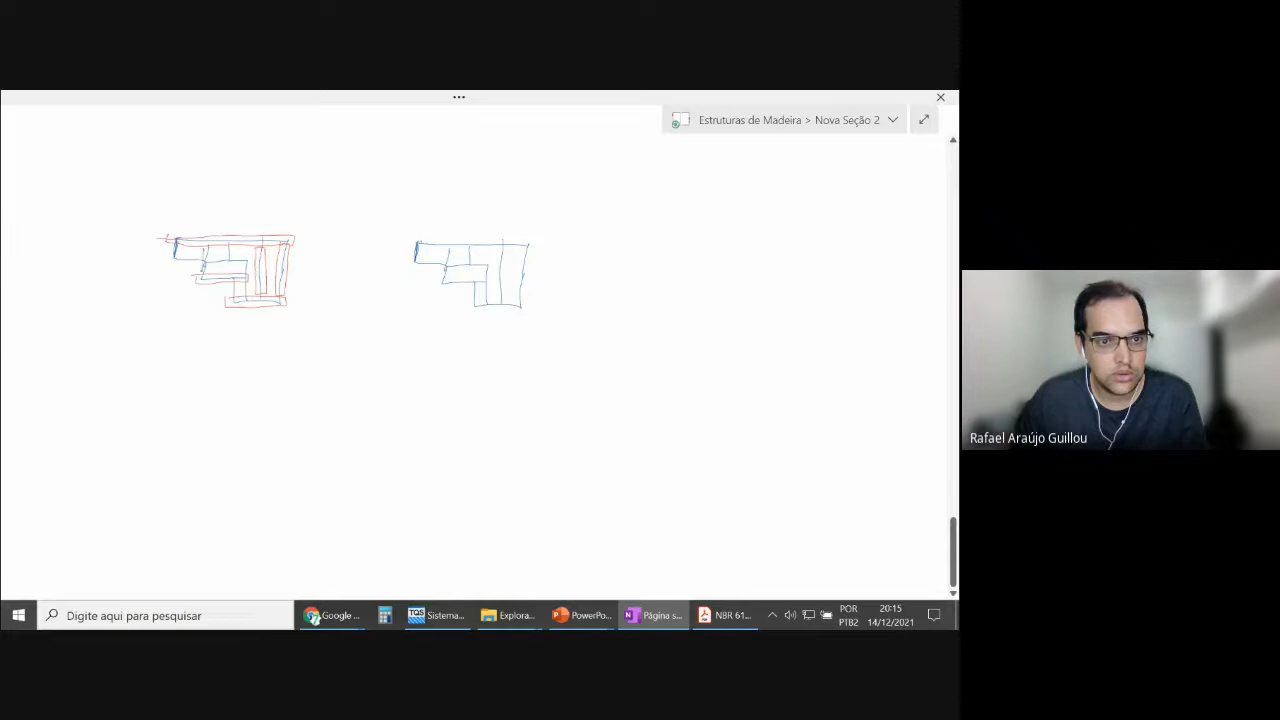 Estruturas de Madeira > Nova Seção 2
Rafael Araújo Guillou
Digite aqui para pesquisar
Google ...
TQS
Sistema...
Explora...
PowerPo...
Página s...
NBR 61...
POR
PTB2
20:15
14/12/2021